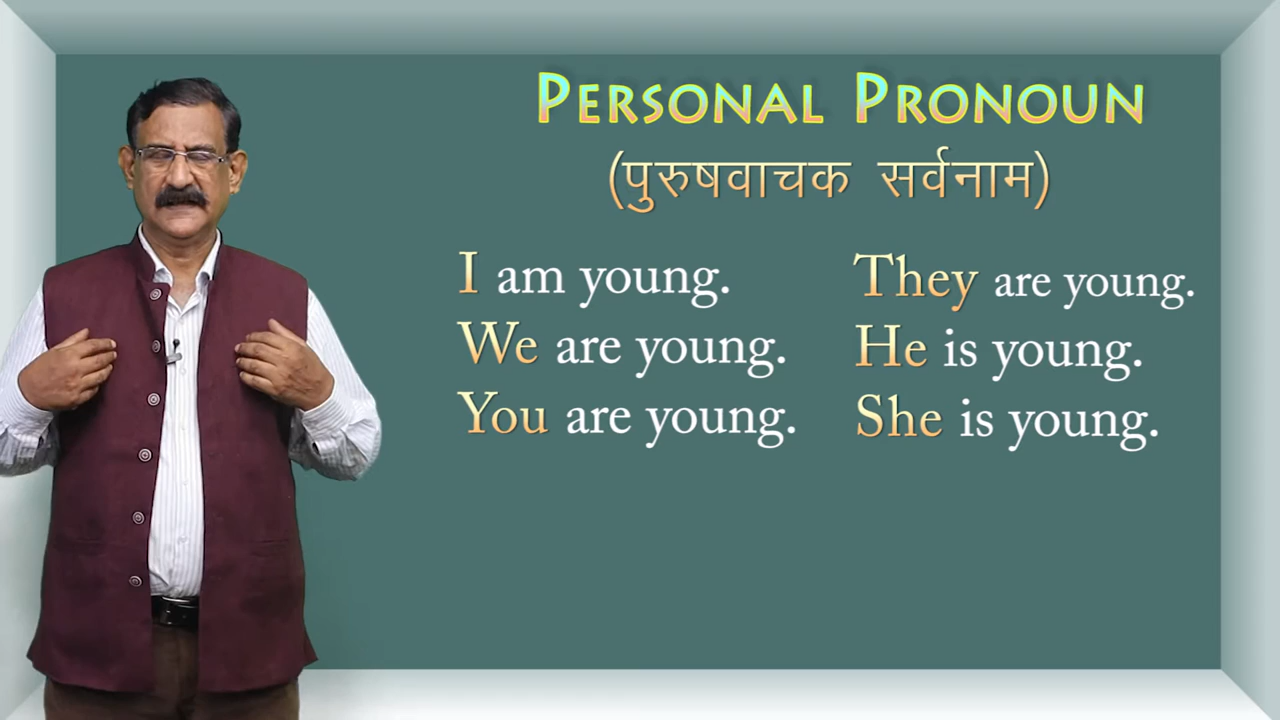 PERSONAL PRONOUN
(पुरुषवाचक सर्वनाम)
I am young.
We are young.
You are young.
They are young.
He is young.
She is young.